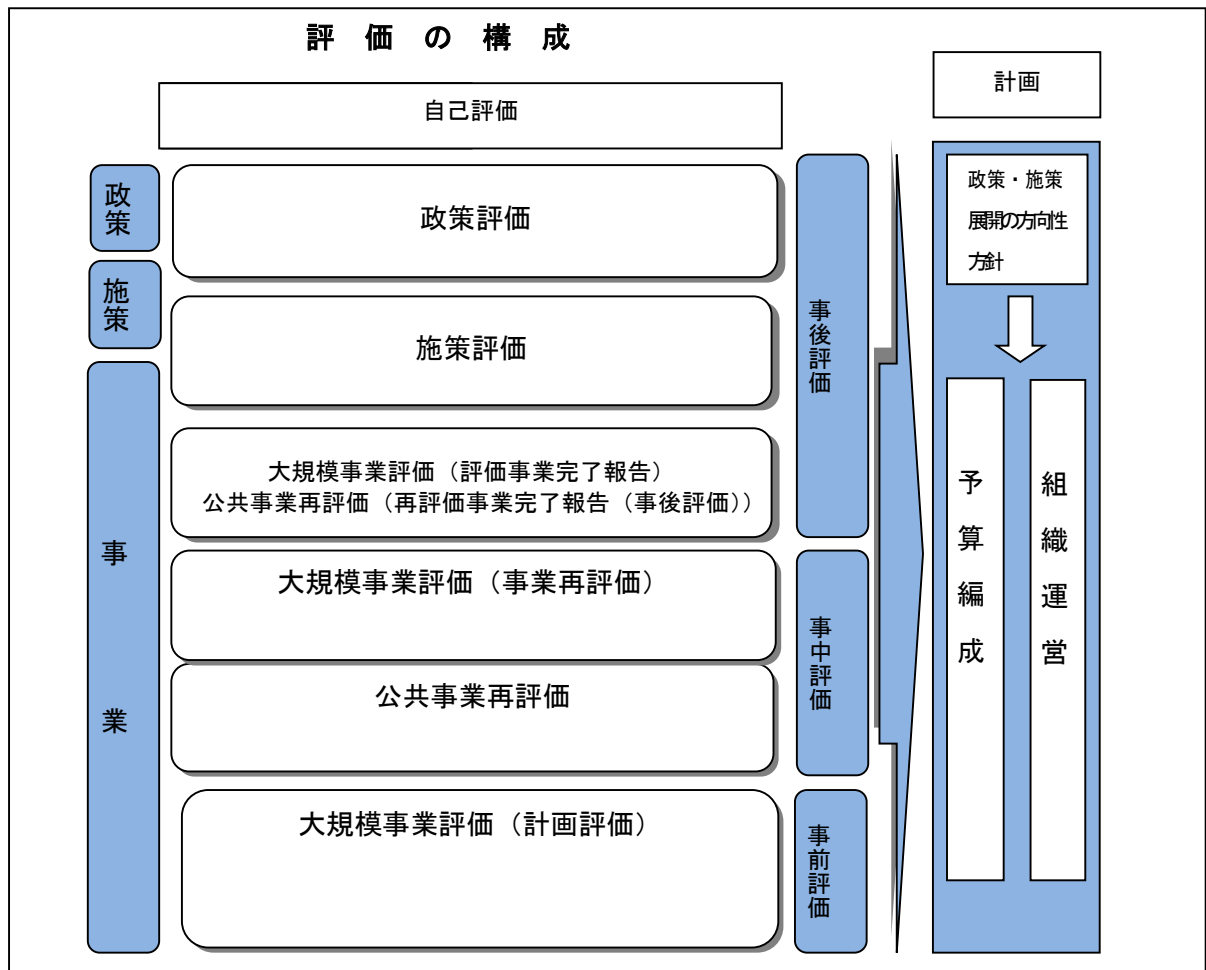 評価の構成
自己評価
計画
政策
施策
事業
政策評価
施策評価
大規模事業評価（評価事業完了報告）
公共事業再評価（再評価事業完了報告（事後評価））
大規模事業評価（事業再評価）
公共事業再評価
大規模事業評価（計画評価）
事後評価
事中評価
事前評価
政策・施策
展開の方向性
方針
予算編成
組織運営